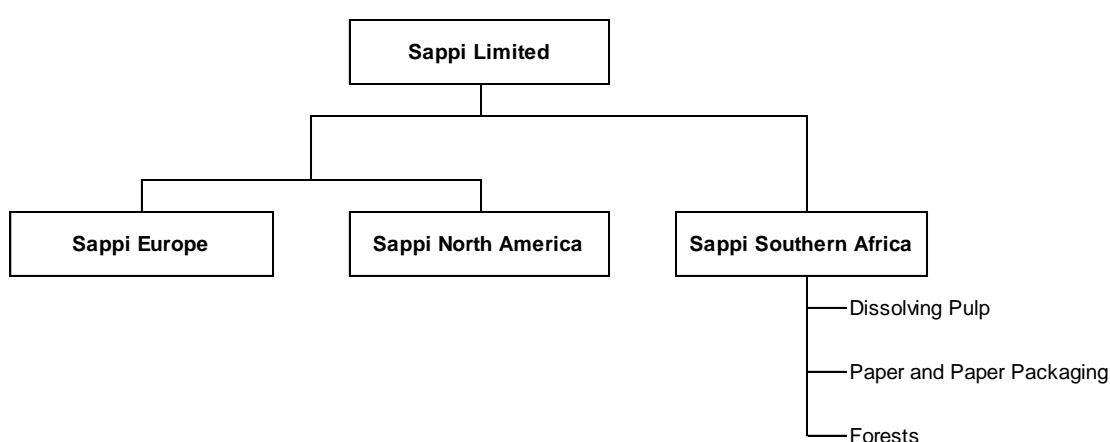 Sappi Limited
Sappi Europe
Sappi North America
Sappi Southern Africa
Dissolving Pulp
Paper and Paper Packaging
Forests